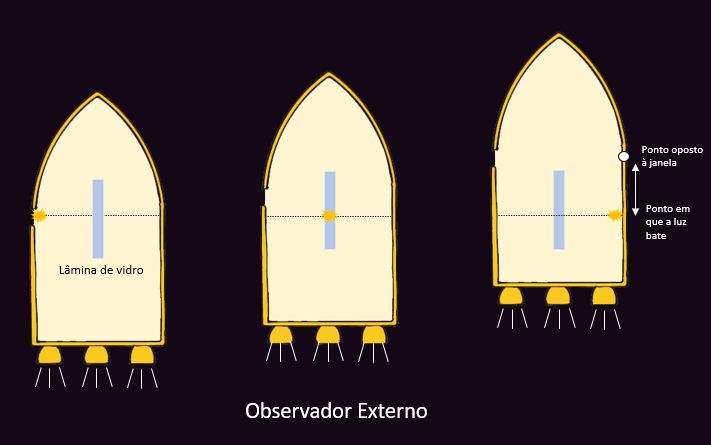 Ponto oposto
à janela
Ponto em
que a luz
bate
Lâmina de vidro
Observador Externo